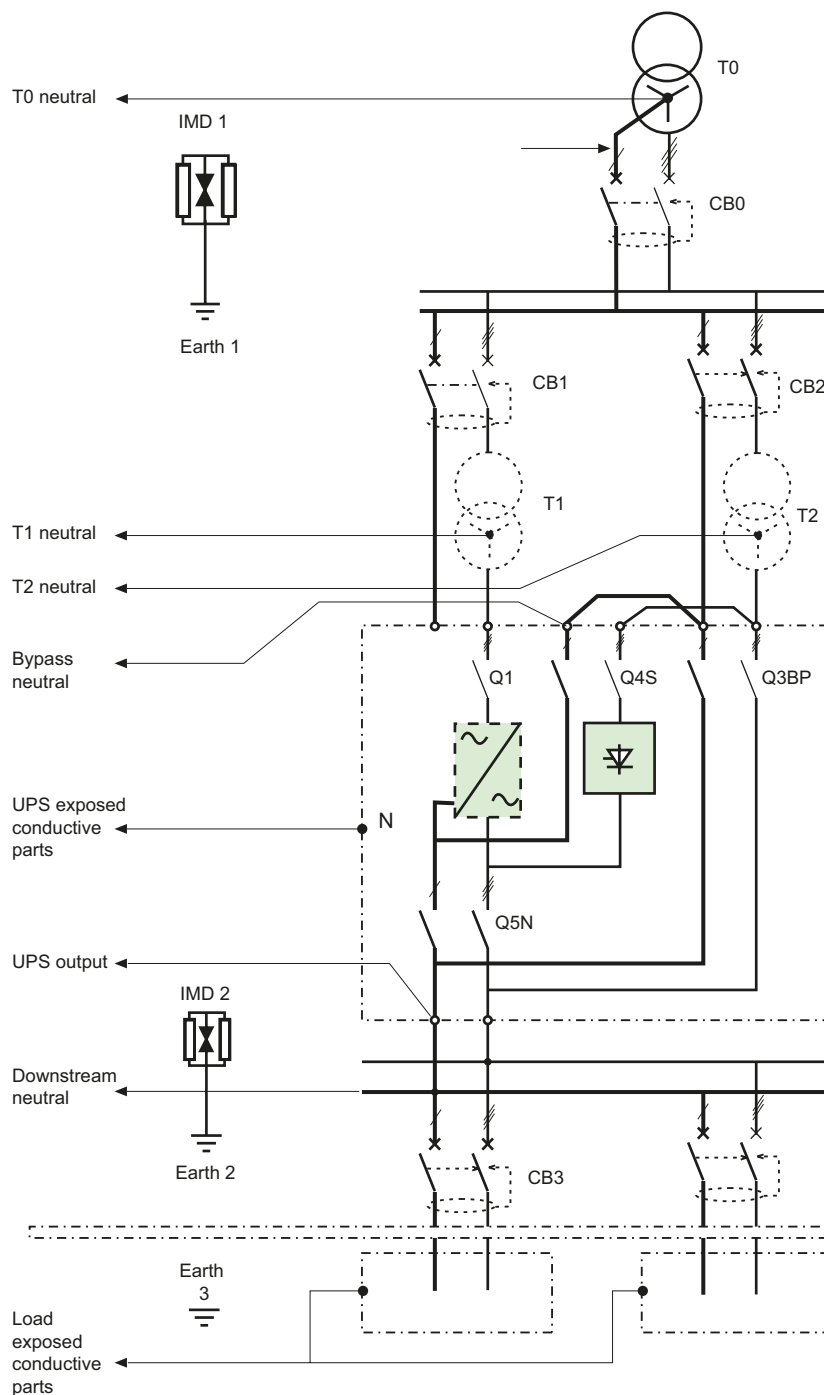 T0
T0 neutral
IMD 1
CB0
Earth 1
CB1
CB2
T1
T2
T1 neutral
T2 neutral
Bypass
neutral
Q1
Q4S
Q3BP
UPS exposed
conductive
parts
N
Q5N
UPS output
IMD 2
Downstream
neutral
Earth 2
CB3
Earth
3
Load
exposed
conductive
parts